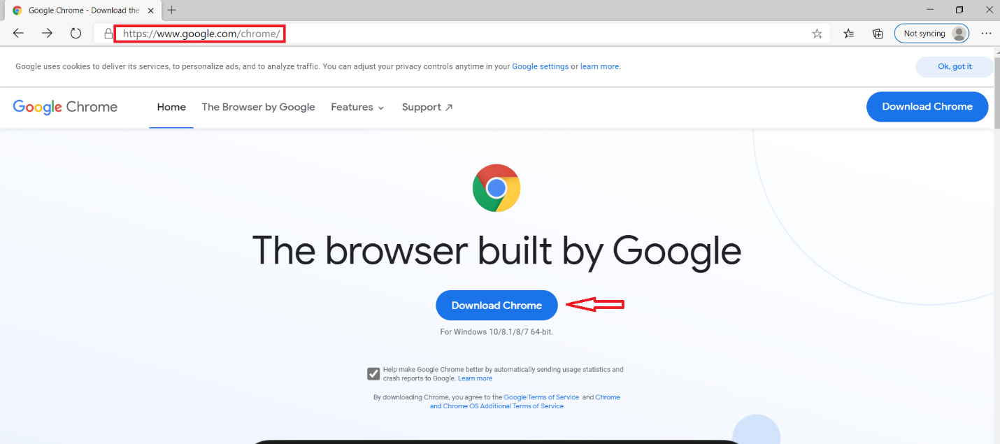 Google Chrome - Download the
https://www.google.com/chrome/
Not syncing
Google uses cookies to deliver its services, to personalize ads, and to analyze traffic. You can adjust your privacy controls anytime in your Google settings or learn more.
Ok, got it
Google Chrome
Home
The Browser by Google
Features
Support
Download Chrome
The browser built by Google
Download Chrome
For Windows 10/8.1/8/7 64-bit.
Help make Google Chrome better by automatically sending usage statistics and
crash reports to Google. Learn more
By downloading Chrome, you agree to the Google Terms of Service and Chrome
and Chrome OS Additional Terms of Service